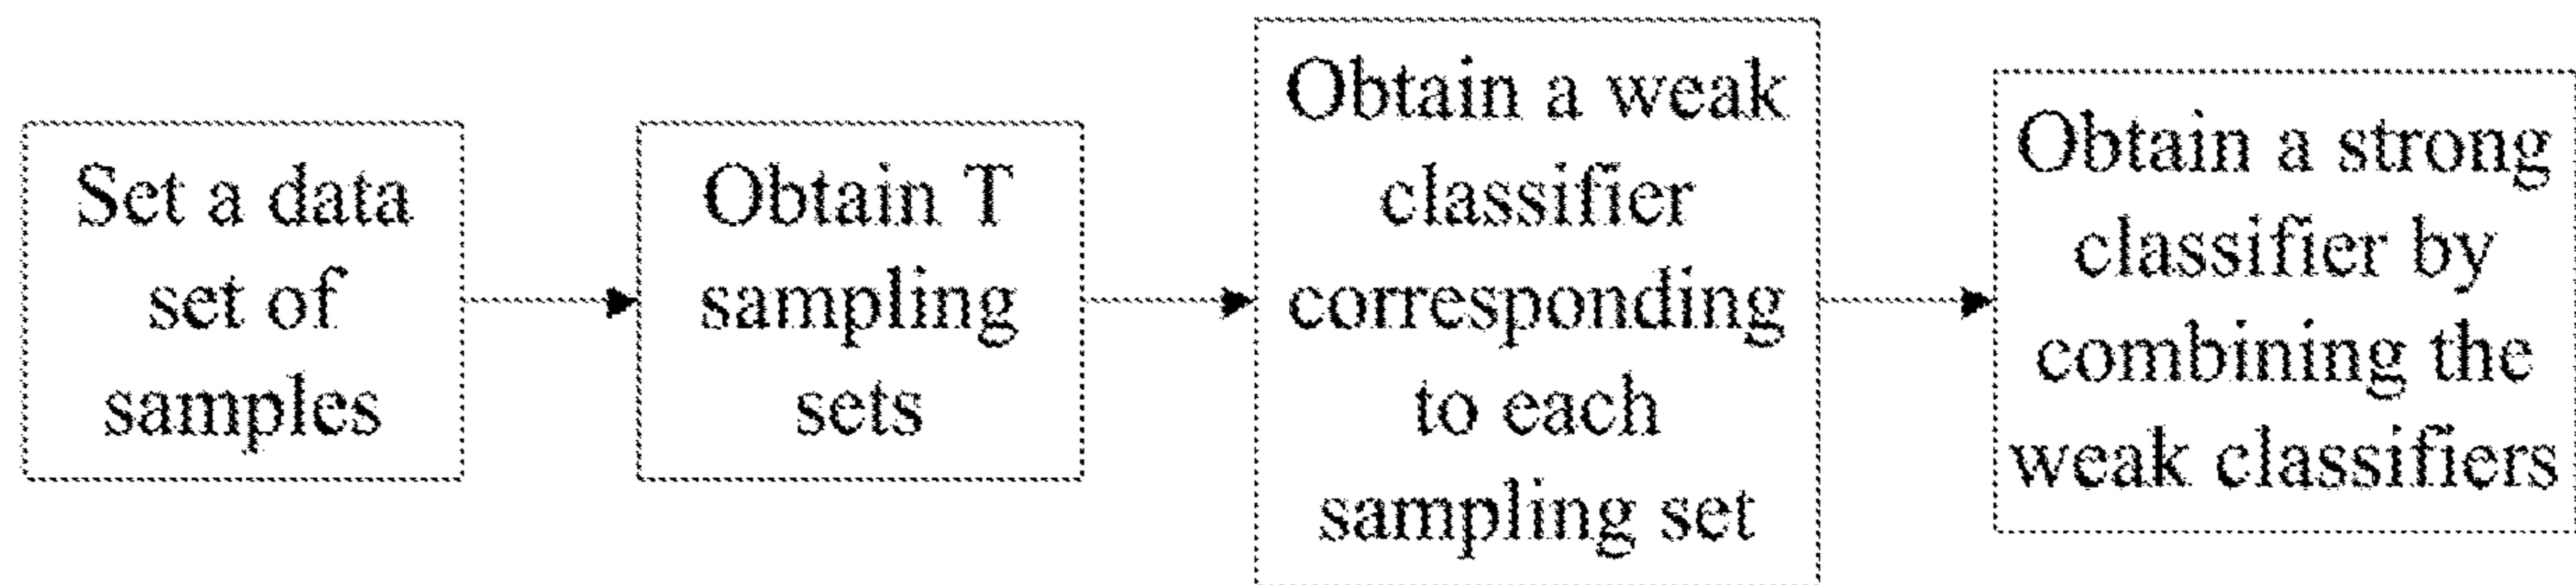 Set a data
set of
samples
Obtain T
sampling
sets
Obtain a weak
classifier
corresponding
to each
sampling set
Obtain a strong
classifier by
combining the
weak classifiers